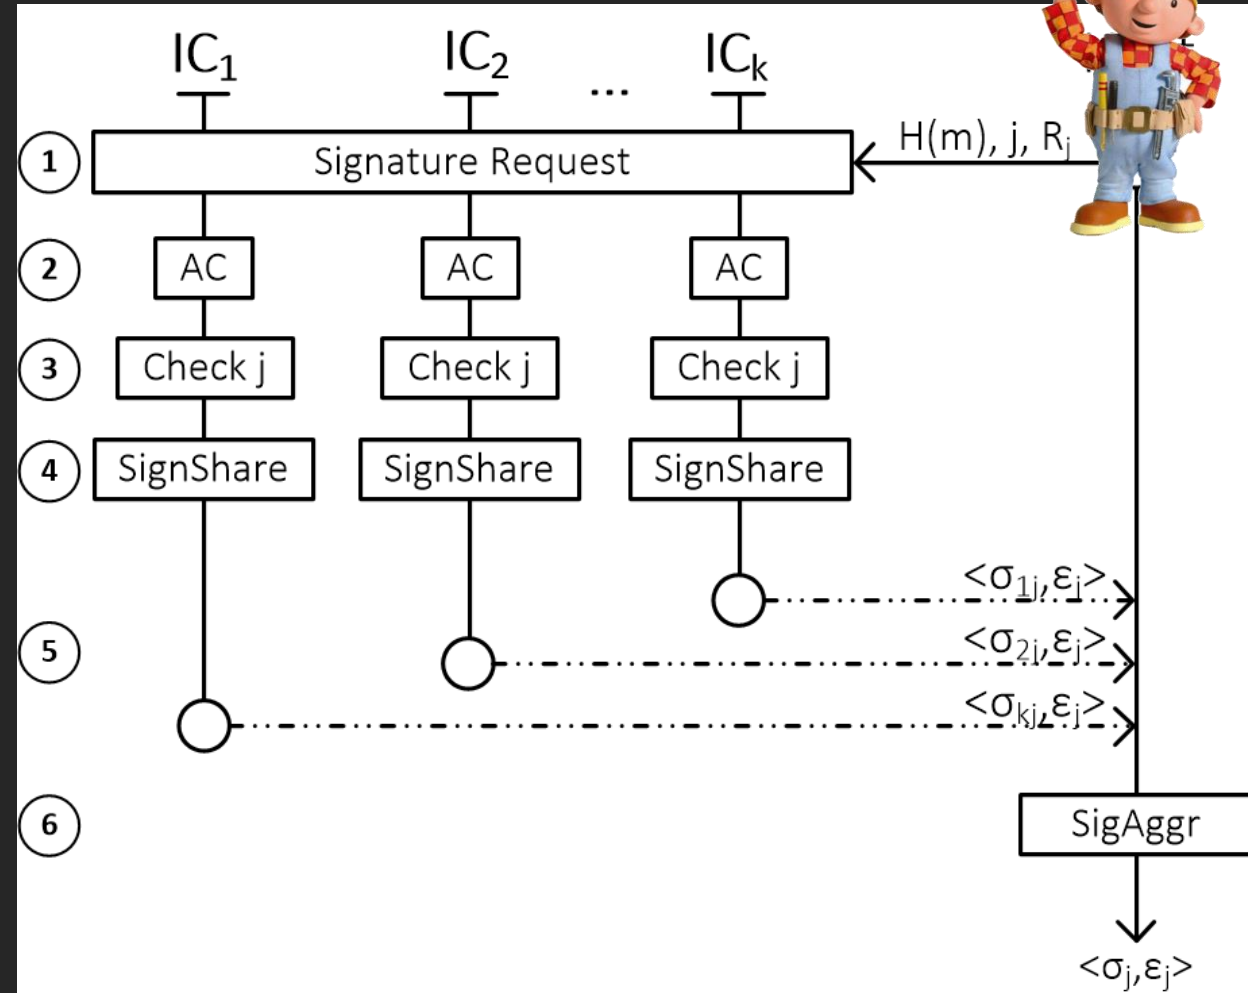 IC₁ IC₂ ... ICₖ
H(m), j, Rⱼ
1 Signature Request
2 AC AC AC
3 Check j Check j Check j
4 SignShare SignShare SignShare
<σ₁ⱼ,εⱼ>
5 <σ₂ⱼ,εⱼ>
<σₖⱼ,εⱼ>
6 SigAggr
<σⱼ,εⱼ>